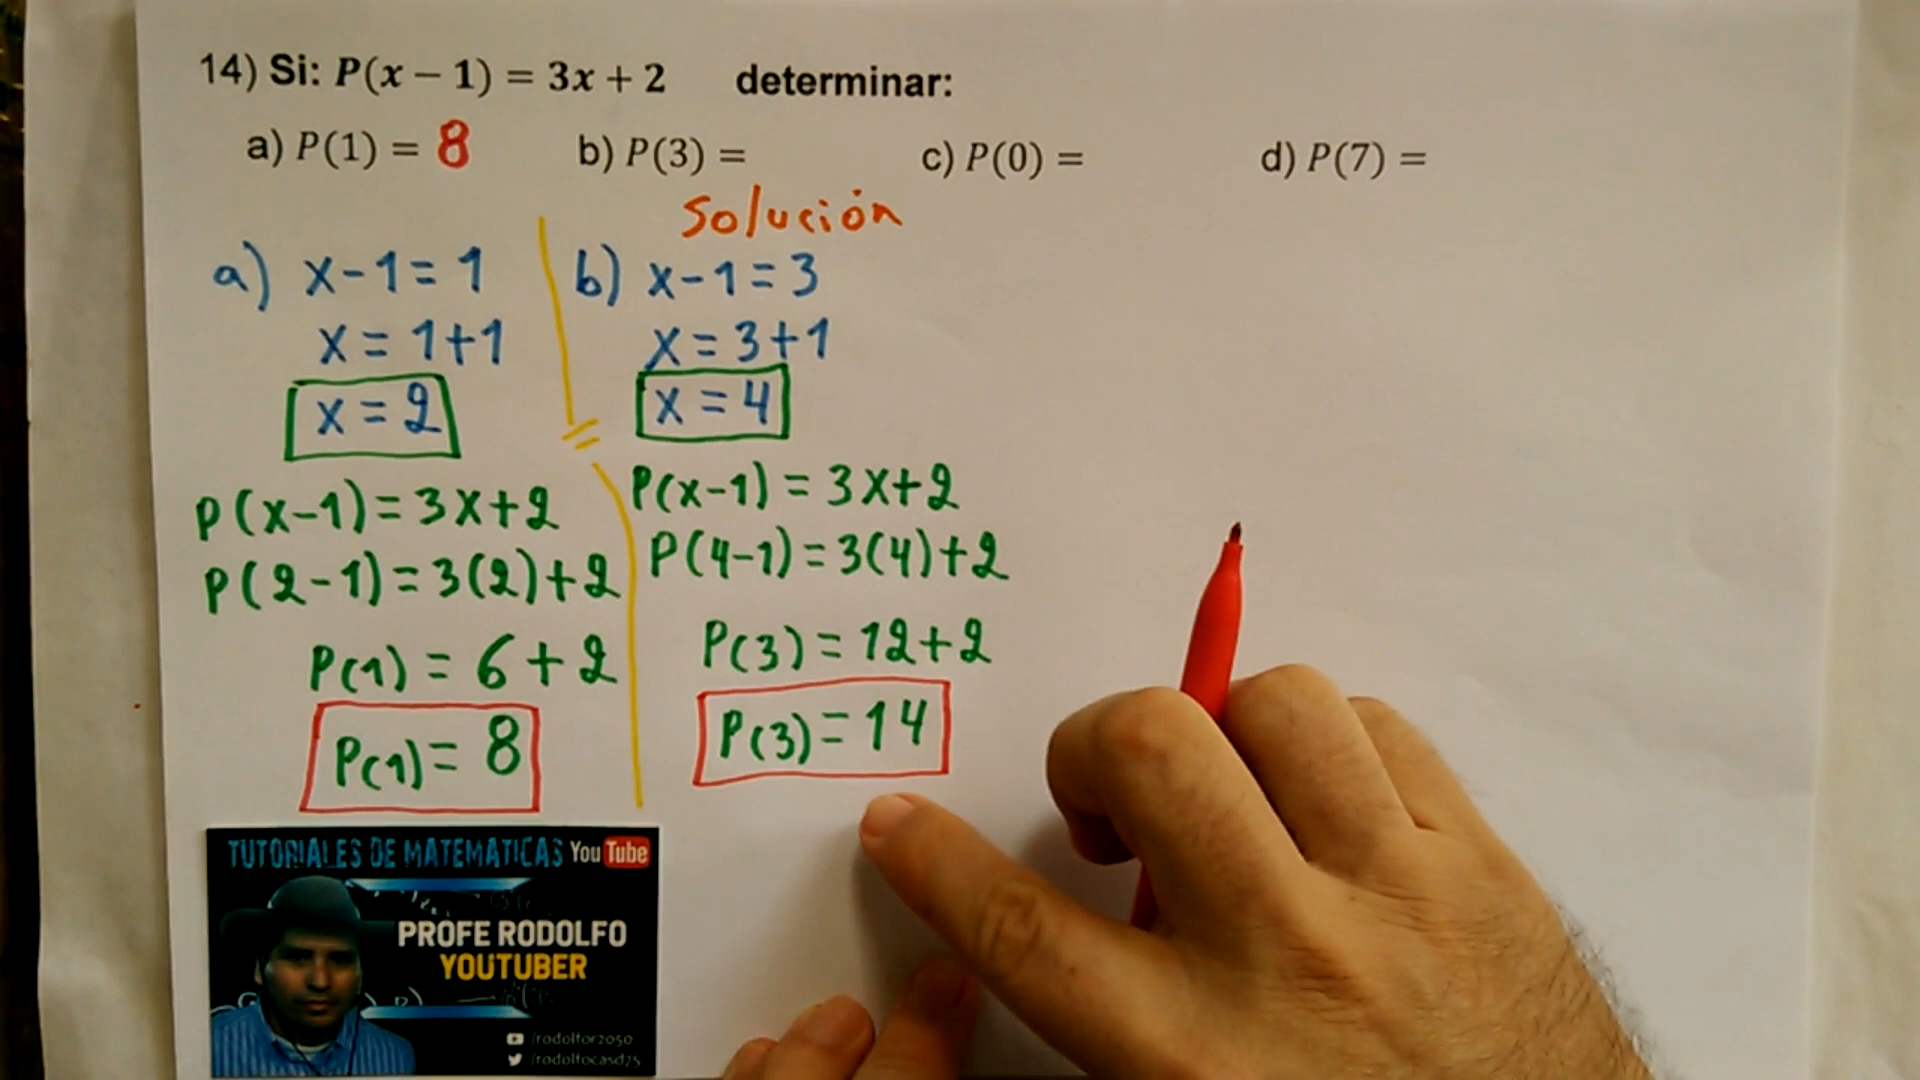 14) Si: P(x − 1) = 3x + 2 determinar:
a) P(1) = 8 b) P(3) = c) P(0) = d) P(7) =
Solución
a) x-1=1
x=1+1
x=2
P(x-1)=3x+2
P(2-1)=3(2)+2
P(1)=6+2
P(1)=8
b) x-1=3
x=3+1
x=4
P(x-1)=3x+2
P(4-1)=3(4)+2
P(3)=12+2
P(3)=14
TUTORIALES DE MATEMATICAS YouTube
PROFE RODOLFO
YOUTUBER
/rodolfor2050
/rodolfocasd75